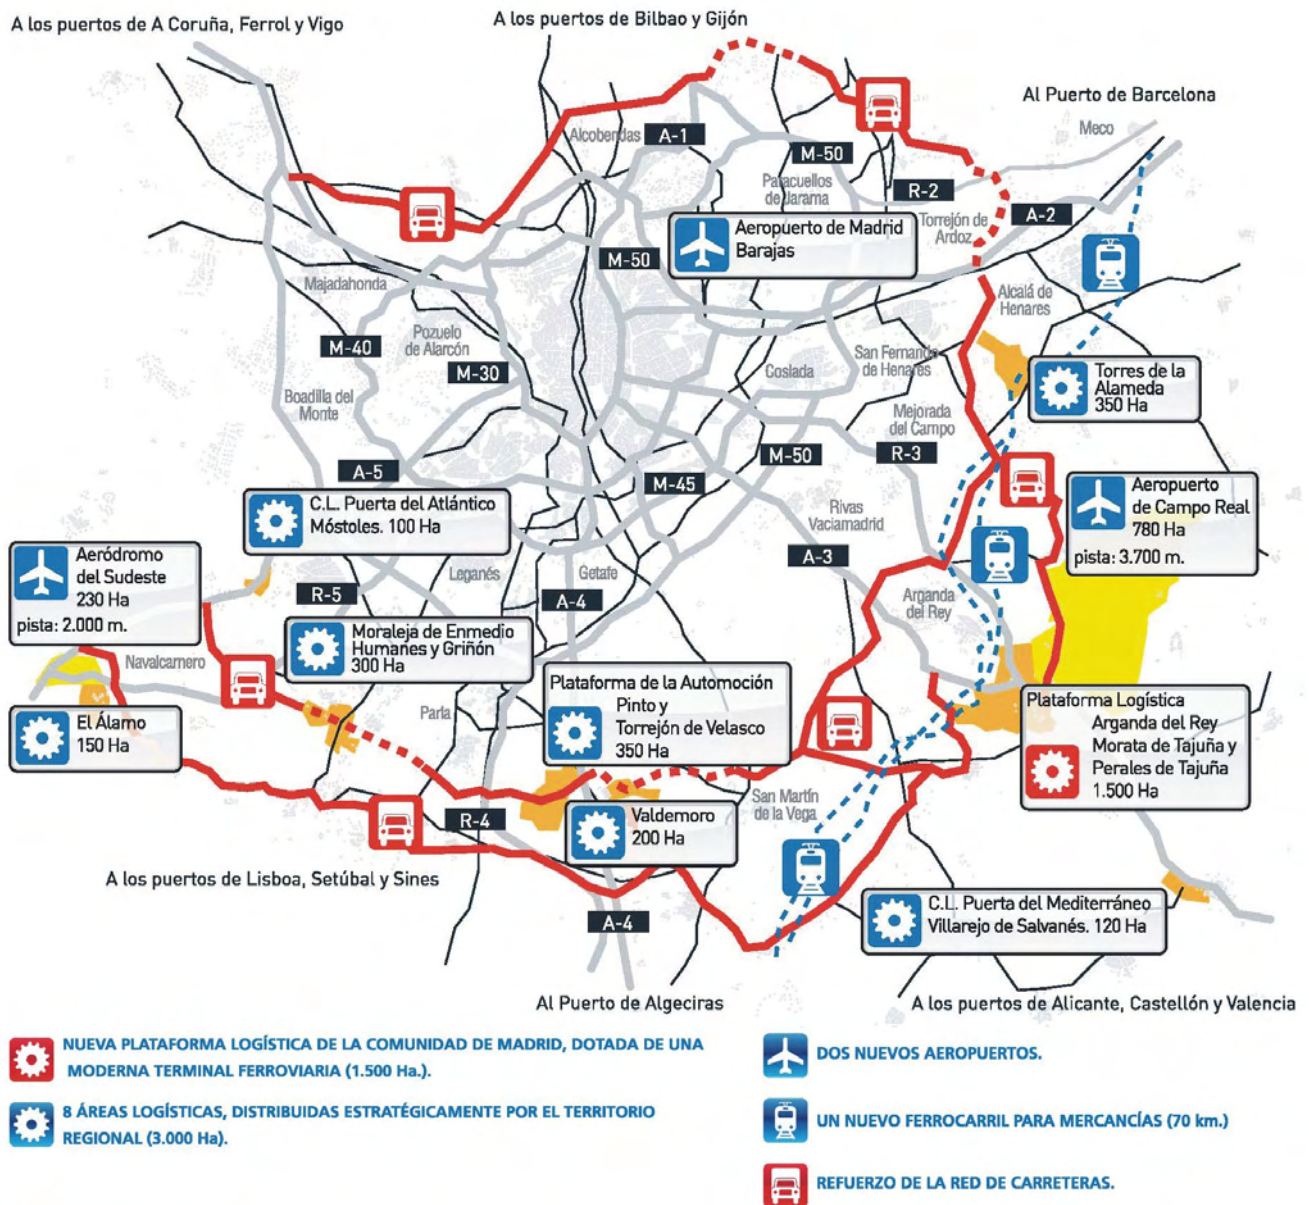 A los puertos de A Coruña, Ferrol y Vigo
A los puertos de Bilbao y Gijón
Al Puerto de Barcelona
Meco
Alcobendas
A-1
M-50
Paracuellos
de Jarama
R-2
Torrejón de
Ardoz
A-2
Aeropuerto de Madrid
Barajas
M-50
Majadahonda
Alcalá de
Henares
M-40
Pozuelo
de Alarcón
M-30
San Fernando
de Henares
Coslada
Torres de la
Alameda
350 Ha
Boadilla del
Monte
Mejorada
del Campo
A-5
M-50
R-3
M-45
C.L. Puerta del Atlántico
Móstoles. 100 Ha
Rivas
Vaciamadrid
Aeropuerto
de Campo Real
780 Ha
pista: 3.700 m.
Aeródromo
del Sudeste
230 Ha
pista: 2.000 m.
Leganés
Getafe
A-3
R-5
A-4
Arganda
del Rey
Moraleja de Enmedio
Humanes y Griñón
300 Ha
Navalcarnero
Plataforma de la Automoción
Pinto y
Torrejón de Velasco
350 Ha
Parla
El Álamo
150 Ha
Plataforma Logística
Arganda del Rey
Morata de Tajuña y
Perales de Tajuña
1.500 Ha
San Martín
de la Vega
R-4
Valdemoro
200 Ha
A los puertos de Lisboa, Setúbal y Sines
A-4
C.L. Puerta del Mediterráneo
Villarejo de Salvanés. 120 Ha
Al Puerto de Algeciras
A los puertos de Alicante, Castellón y Valencia
NUEVA PLATAFORMA LOGÍSTICA DE LA COMUNIDAD DE MADRID, DOTADA DE UNA
MODERNA TERMINAL FERROVIARIA (1.500 Ha.).
8 ÁREAS LOGÍSTICAS, DISTRIBUIDAS ESTRATÉGICAMENTE POR EL TERRITORIO
REGIONAL (3.000 Ha).
DOS NUEVOS AEROPUERTOS.
UN NUEVO FERROCARRIL PARA MERCANCÍAS (70 km.)
REFUERZO DE LA RED DE CARRETERAS.